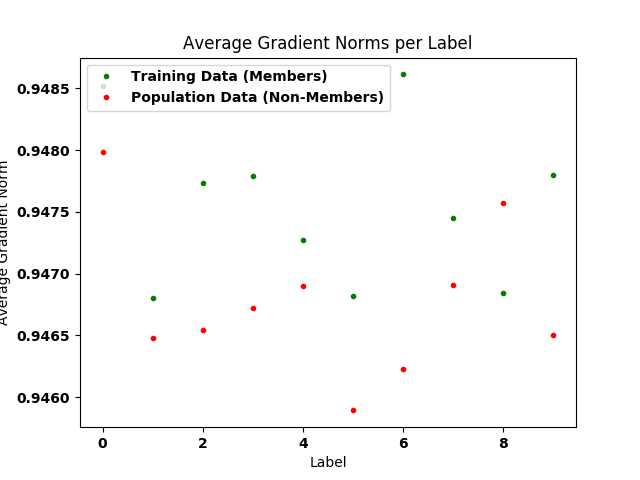 Average Gradient Norms per Label
Training Data (Members)
Population Data (Non-Members)
0.9485
0.9480
0.9475
0.9470
0.9465
0.9460
Average Gradient Norm
0
2
4
6
8
Label